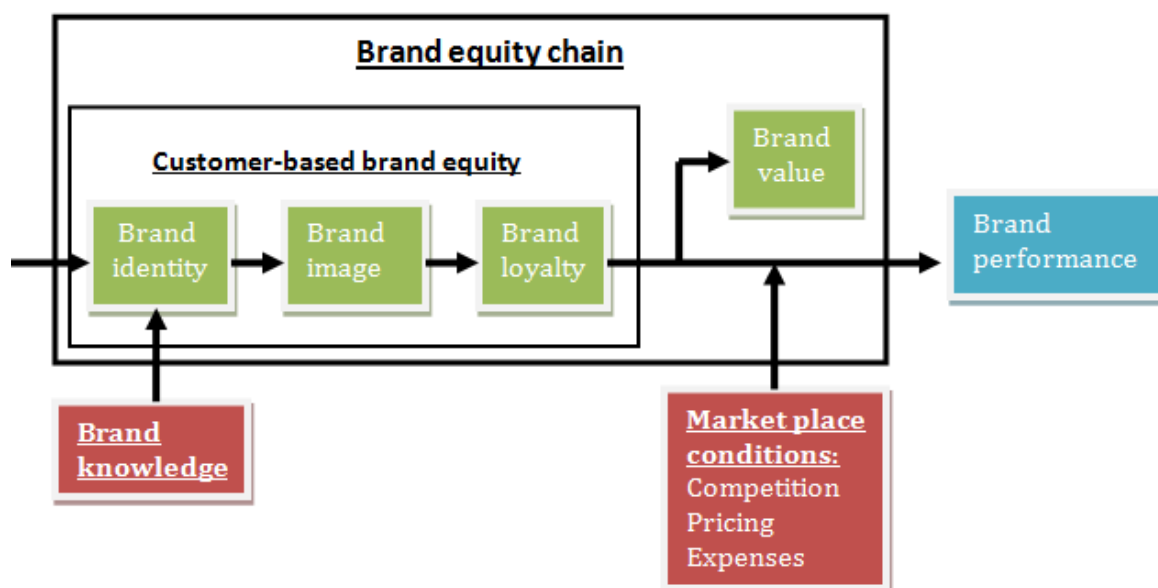 Brand equity chain
Customer-based brand equity
Brand
value
Brand
identity
Brand
image
Brand
loyalty
Brand
performance
Brand
knowledge
Market place
conditions:
Competition
Pricing
Expenses